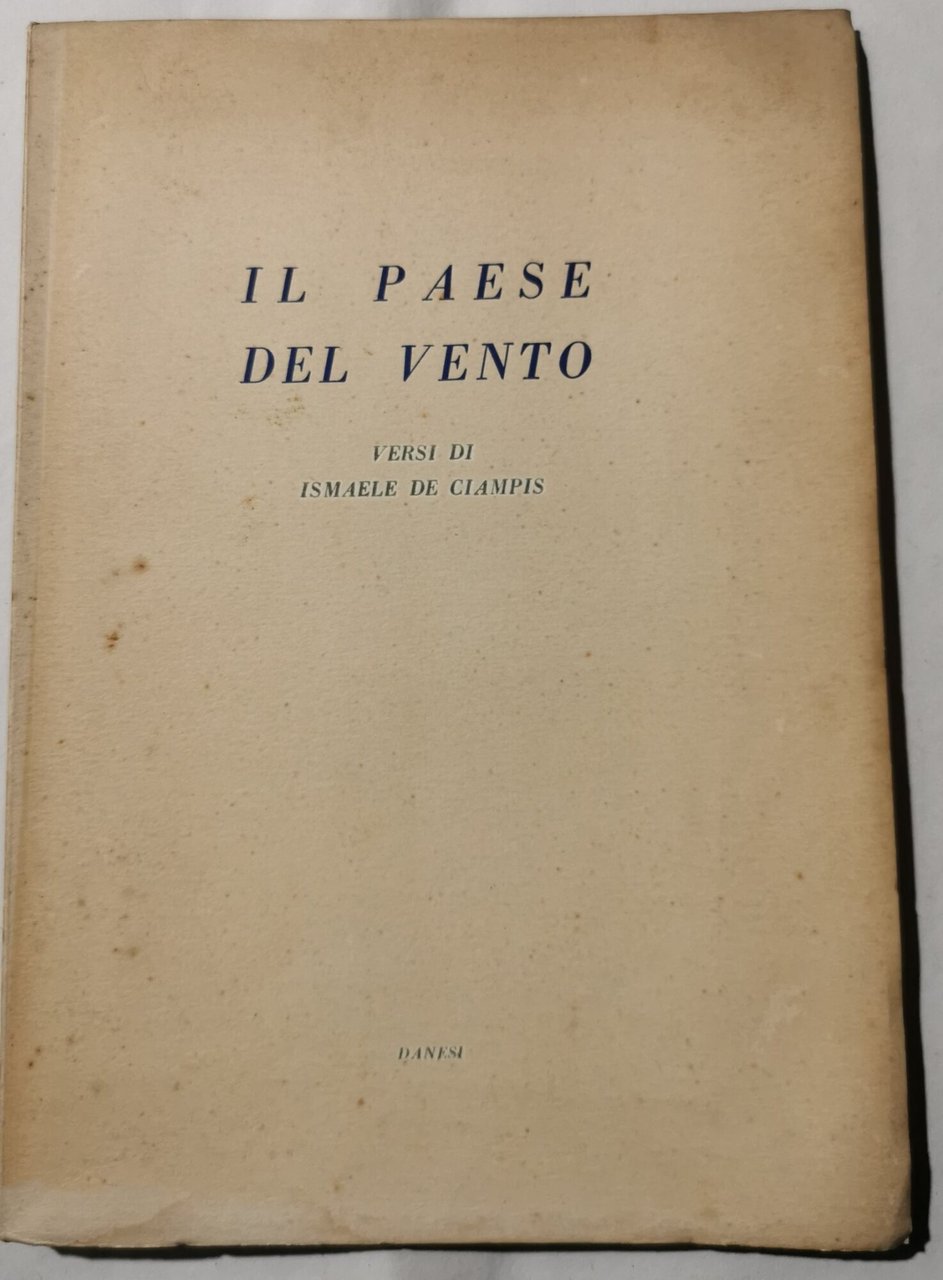 IL PAESE
DEL VENTO
VERSI DI
ISMAELE DE CIAMPIS
DANESI